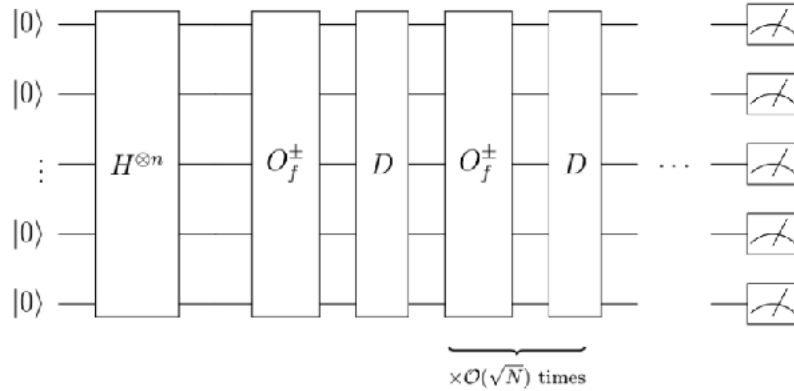 |0⟩
|0⟩
⋮ H^{⊗n} O_f^± D O_f^± D ⋯
|0⟩
|0⟩
×𝒪(√N) times